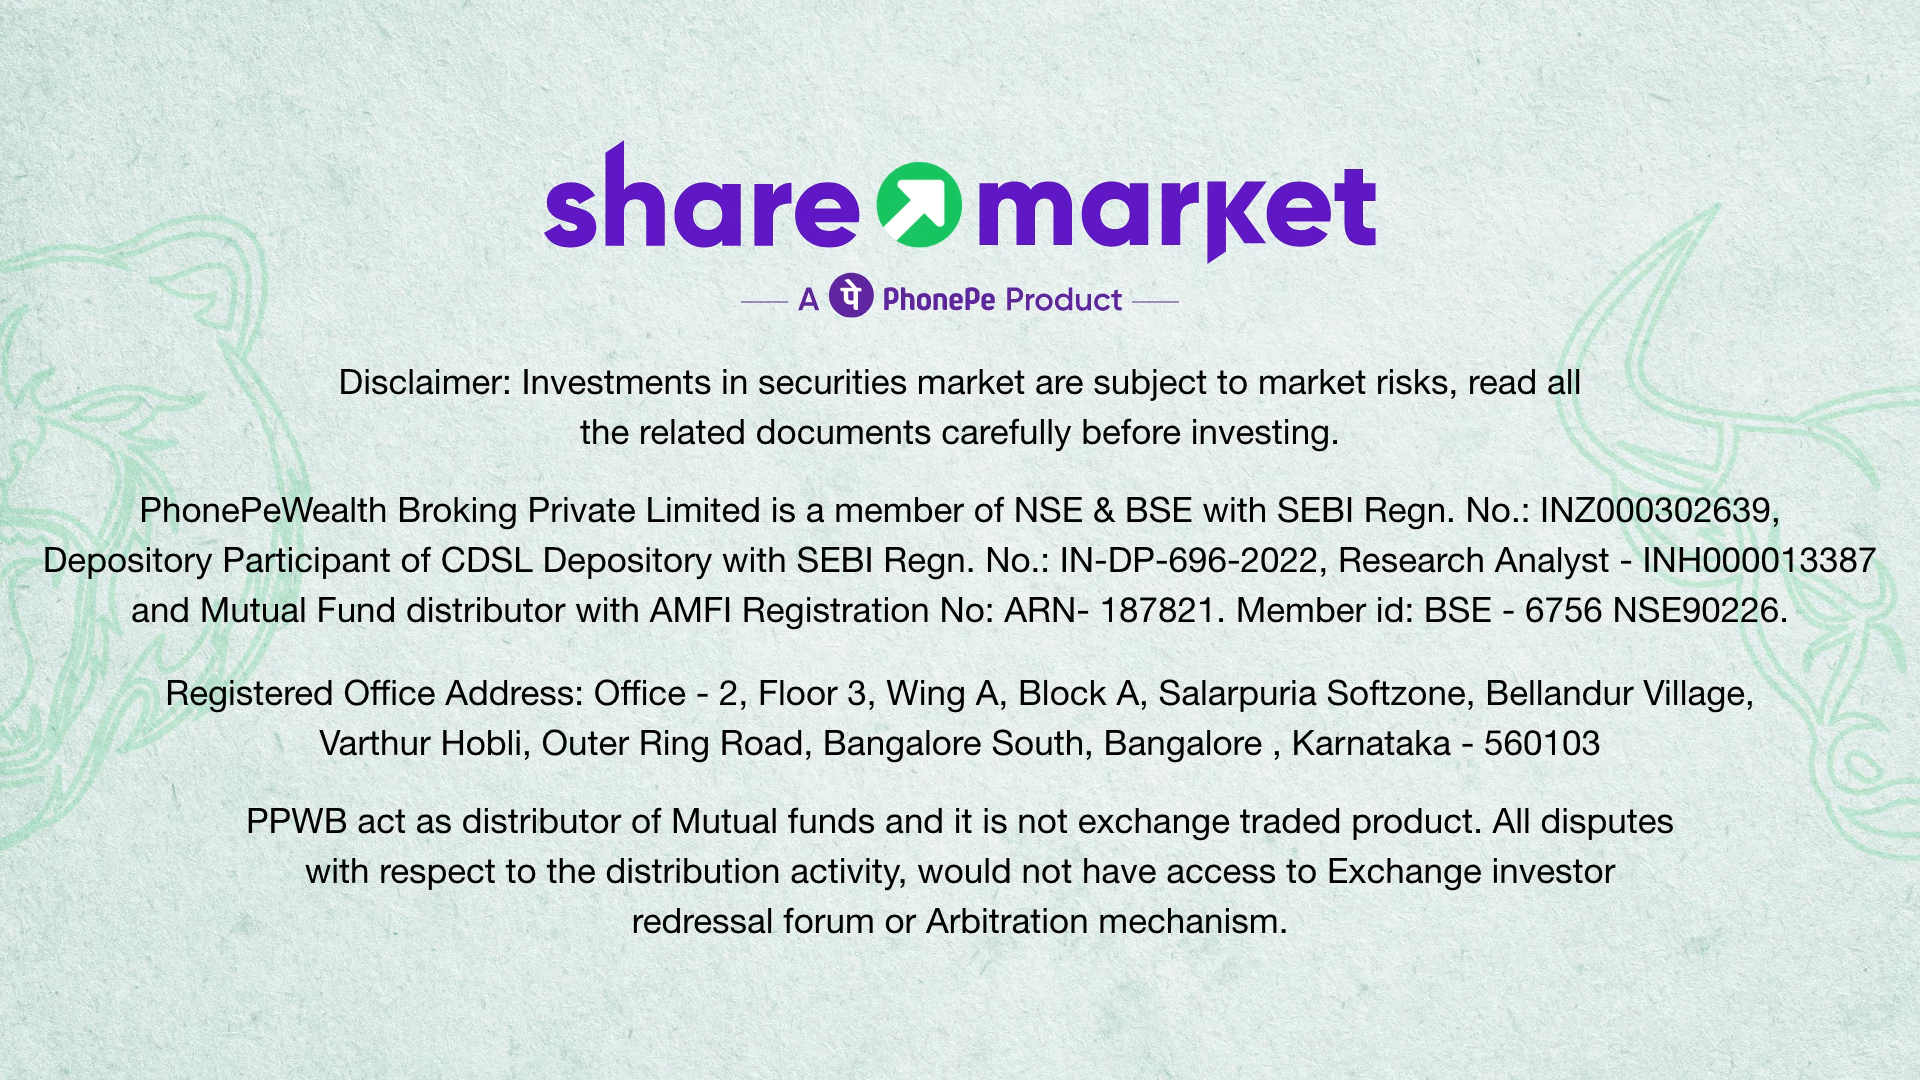 share market
A पे PhonePe Product
Disclaimer: Investments in securities market are subject to market risks, read all
the related documents carefully before investing.
PhonePeWealth Broking Private Limited is a member of NSE & BSE with SEBI Regn. No.: INZ000302639,
Depository Participant of CDSL Depository with SEBI Regn. No.: IN-DP-696-2022, Research Analyst - INH000013387
and Mutual Fund distributor with AMFI Registration No: ARN- 187821. Member id: BSE - 6756 NSE90226.
Registered Office Address: Office - 2, Floor 3, Wing A, Block A, Salarpuria Softzone, Bellandur Village,
Varthur Hobli, Outer Ring Road, Bangalore South, Bangalore , Karnataka - 560103
PPWB act as distributor of Mutual funds and it is not exchange traded product. All disputes
with respect to the distribution activity, would not have access to Exchange investor
redressal forum or Arbitration mechanism.